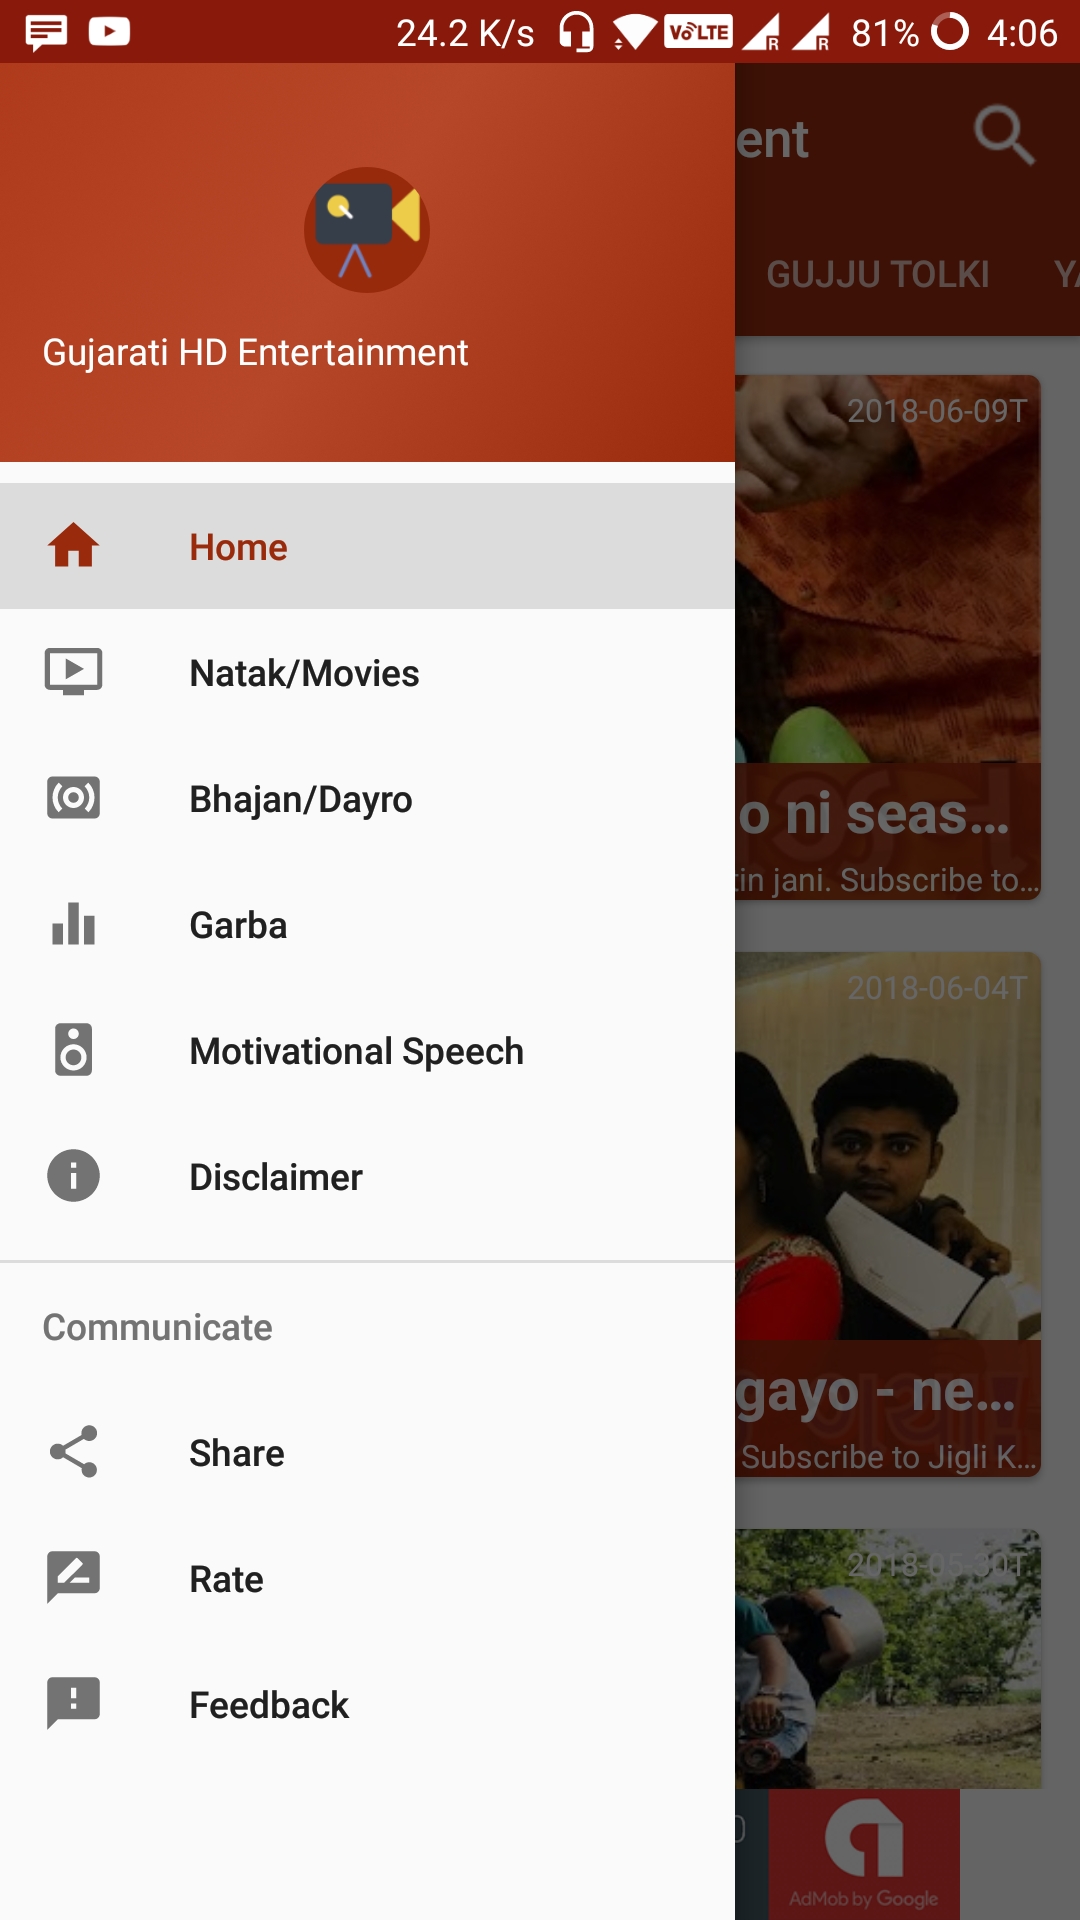 24.2 K/s VoLTE R R 81% 4:06
ent
GUJJU TOLKI
Gujarati HD Entertainment
2018-06-09T
Home
Natak/Movies
Bhajan/Dayro
o ni seas...
tin jani. Subscribe to...
Garba
2018-06-04T
Motivational Speech
Disclaimer
Communicate
gayo - ne...
Subscribe to Jigli K...
Share
2018-05-30T
Rate
Feedback
AdMob by Google